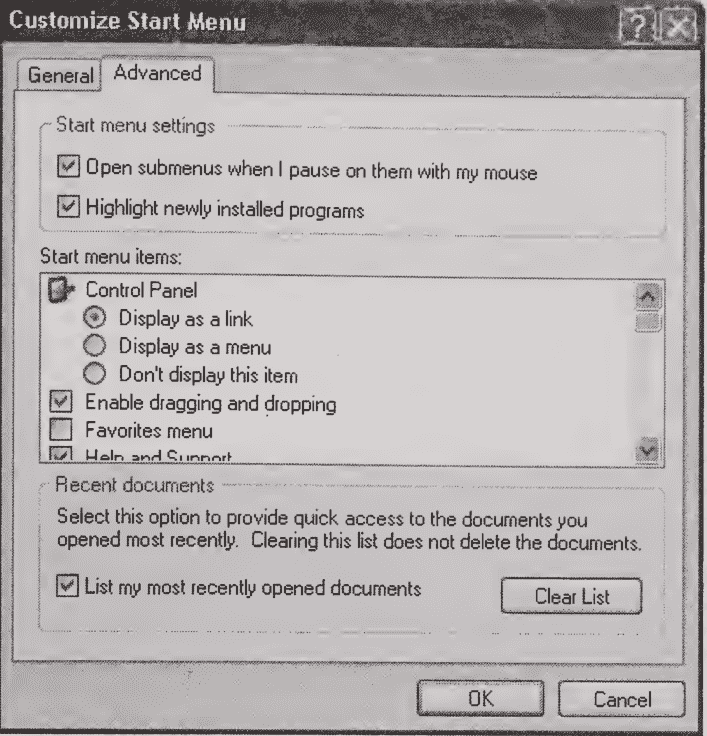 Customize Start Menu
General Advanced
Start menu settings
Open submenus when I pause on them with my mouse
Highlight newly installed programs
Start menu items:
Control Panel
Display as a link
Display as a menu
Don't display this item
Enable dragging and dropping
Favorites menu
Help and Support
Recent documents
Select this option to provide quick access to the documents you
opened most recently. Clearing this list does not delete the documents.
List my most recently opened documents
Clear List
OK Cancel